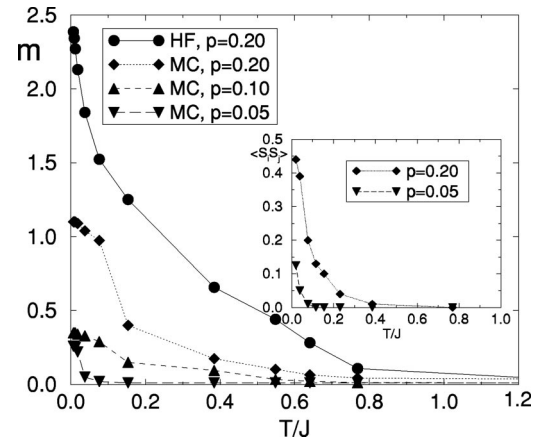 m
2.5
2.0
1.5
1.0
0.5
0.0
HF, p=0.20
MC, p=0.20
MC, p=0.10
MC, p=0.05
<SiSj>
0.5
0.4
0.3
0.2
0.1
0.0
p=0.20
p=0.05
0.0 0.2 0.4 0.6 0.8 1.0
T/J
0.0 0.2 0.4 0.6 0.8 1.0 1.2
T/J